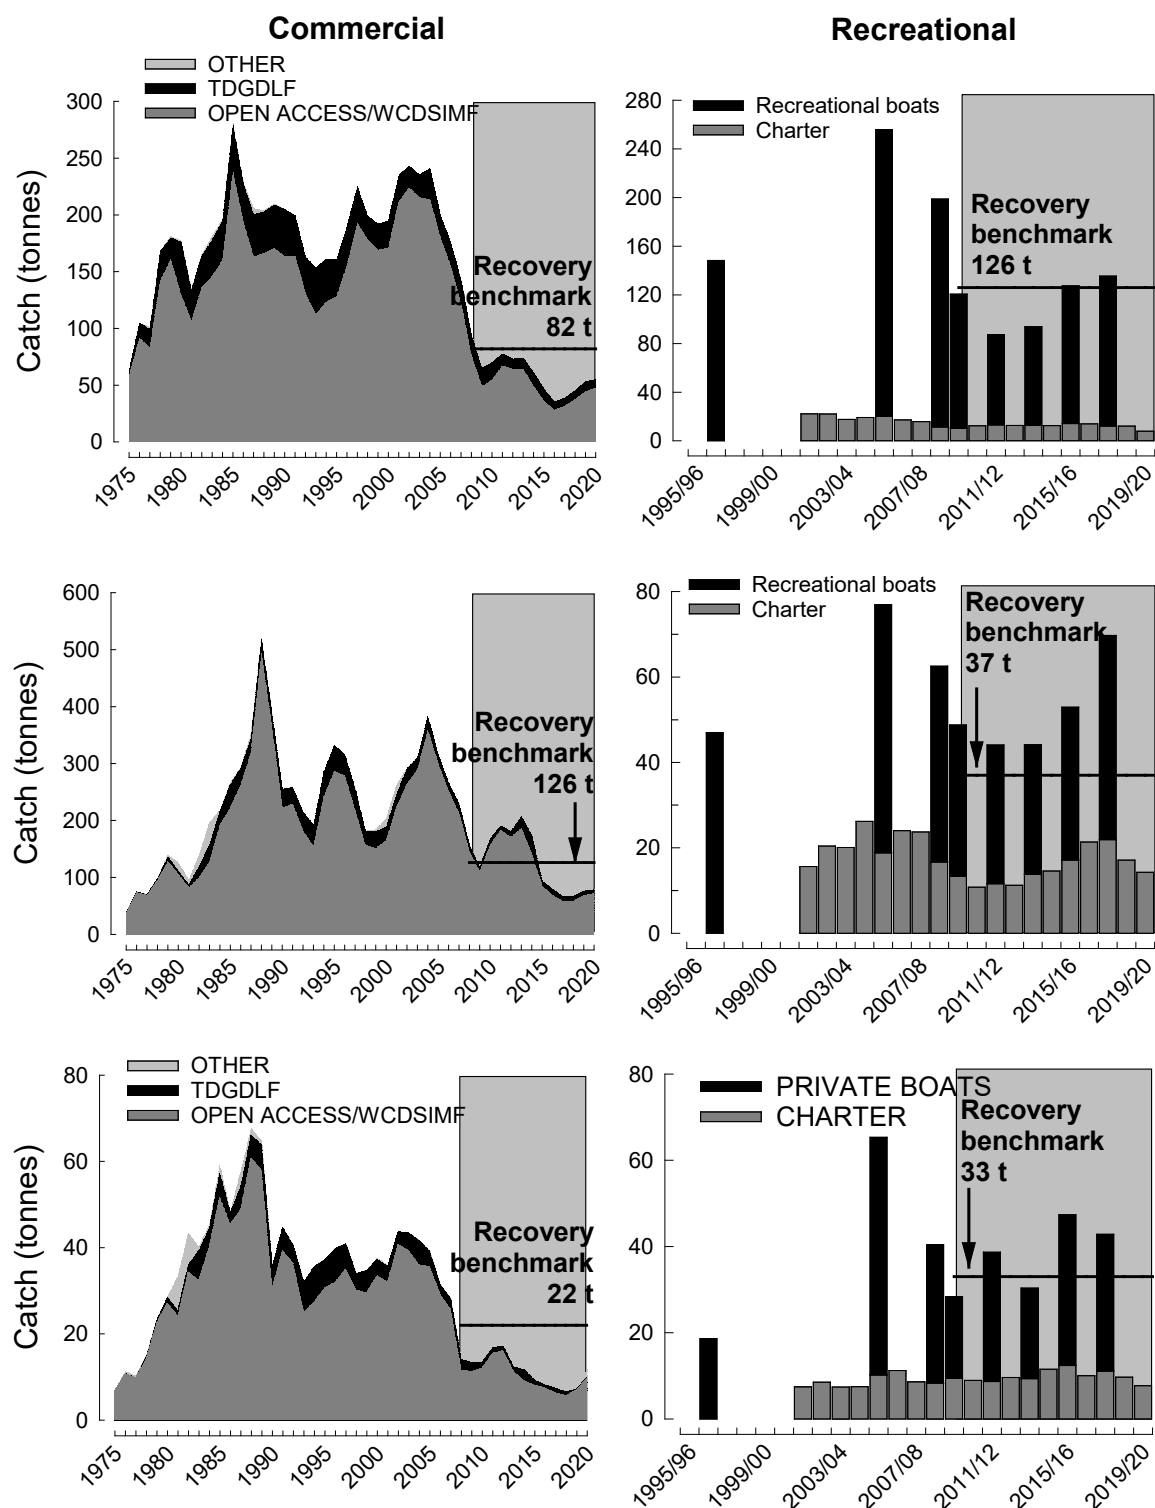 Commercial
Recreational
OTHER
TDGDLF
OPEN ACCESS/WCDSIMF
Catch (tonnes)
300
250
200
150
100
50
0
Recovery
benchmark
82 t
1975
1980
1985
1990
1995
2000
2005
2010
2015
2020
Recreational boats
Charter
280
240
200
160
120
80
40
0
Recovery
benchmark
126 t
1995/96
1999/00
2003/04
2007/08
2011/12
2015/16
2019/20
Catch (tonnes)
600
500
400
300
200
100
0
Recovery
benchmark
126 t
1975
1980
1985
1990
1995
2000
2005
2010
2015
2020
Recreational boats
Charter
80
60
40
20
0
Recovery
benchmark
37 t
1995/96
1999/00
2003/04
2007/08
2011/12
2015/16
2019/20
OTHER
TDGDLF
OPEN ACCESS/WCDSIMF
Catch (tonnes)
80
60
40
20
0
Recovery
benchmark
22 t
1975
1980
1985
1990
1995
2000
2005
2010
2015
2020
PRIVATE BOATS
CHARTER
80
60
40
20
0
Recovery
benchmark
33 t
1995/96
1999/00
2003/04
2007/08
2011/12
2015/16
2019/20